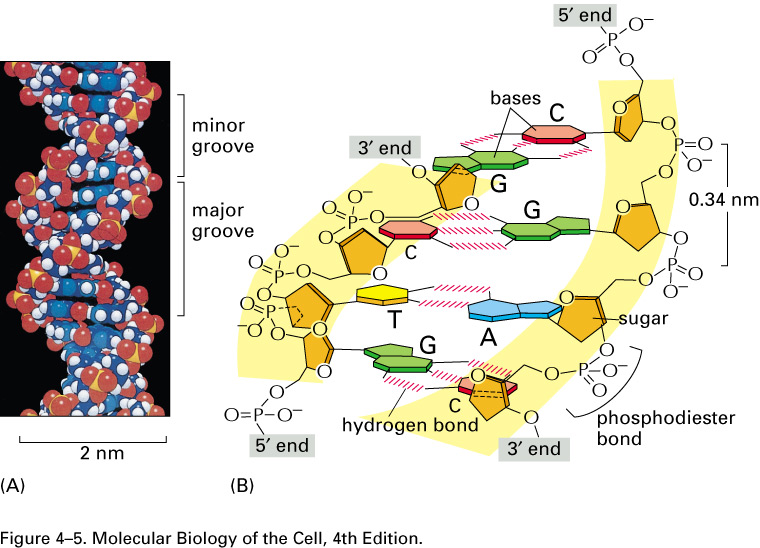 minor
groove
major
groove
2 nm
(A)
5′ end
O⁻
P
O
O
bases
C
O
O
P
O
O⁻
O
3′ end
O
G
O
O⁻
P
O
O
G
0.34 nm
C
O
O
O
O⁻
P
O
O
O
P
O
O⁻
O⁻
P
O
O
T
A
O
sugar
O
G
O
O
O
P
O
O⁻
C
O
O
hydrogen bond
phosphodiester
bond
O=P–O⁻
O
5′ end
3′ end
(B)
Figure 4–5. Molecular Biology of the Cell, 4th Edition.